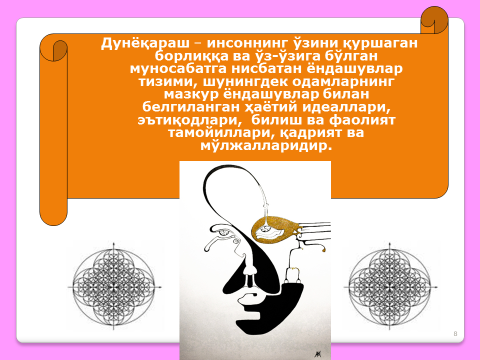 Дунёқараш – инсоннинг ўзини қуршаган
борлиққа ва ўз-ўзига бўлган
муносабатга нисбатан ёндашувлар
тизими, шунингдек одамларнинг
мазкур ёндашувлар билан
белгиланган ҳаётий идеаллари,
эътиқодлари,  билиш ва фаолият
тамойиллари, қадрият ва
мўлжалларидир.
8